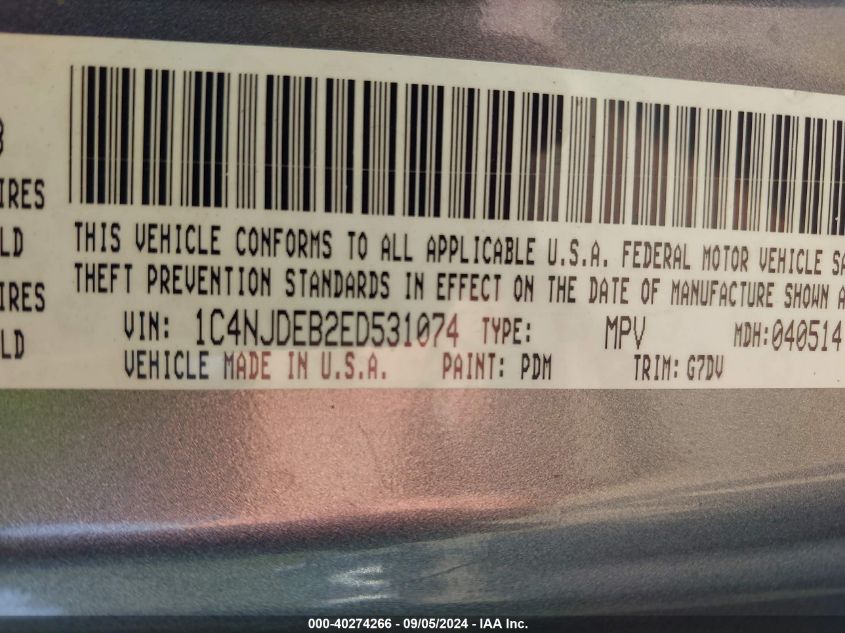 IRES
THIS VEHICLE CONFORMS TO ALL APPLICABLE U.S.A. FEDERAL MOTOR VEHICLE SA
LD
THEFT PREVENTION STANDARDS IN EFFECT ON THE DATE OF MANUFACTURE SHOWN A
IRES
VIN: 1C4NJDEB2ED531074 TYPE: MPV MDH:040514
LD
VEHICLE MADE IN U.S.A. PAINT: PDM TRIM: G7DV
000-40274266 - 09/05/2024 - IAA Inc.